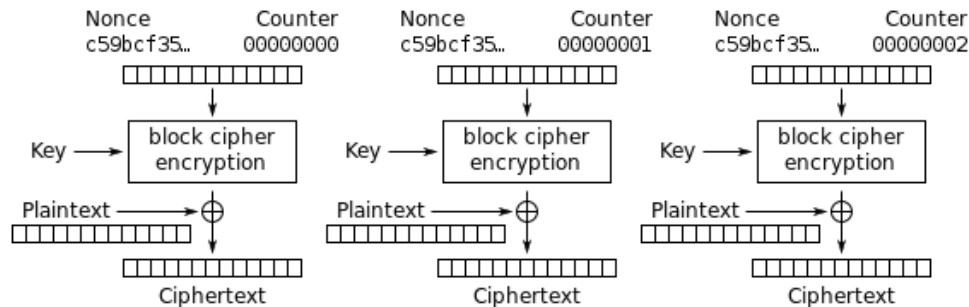 Nonce Counter Nonce Counter Nonce Counter
c59bcf35… 00000000 c59bcf35… 00000001 c59bcf35… 00000002
Key block cipher encryption Key block cipher encryption Key block cipher encryption
Plaintext Plaintext Plaintext
Ciphertext Ciphertext Ciphertext